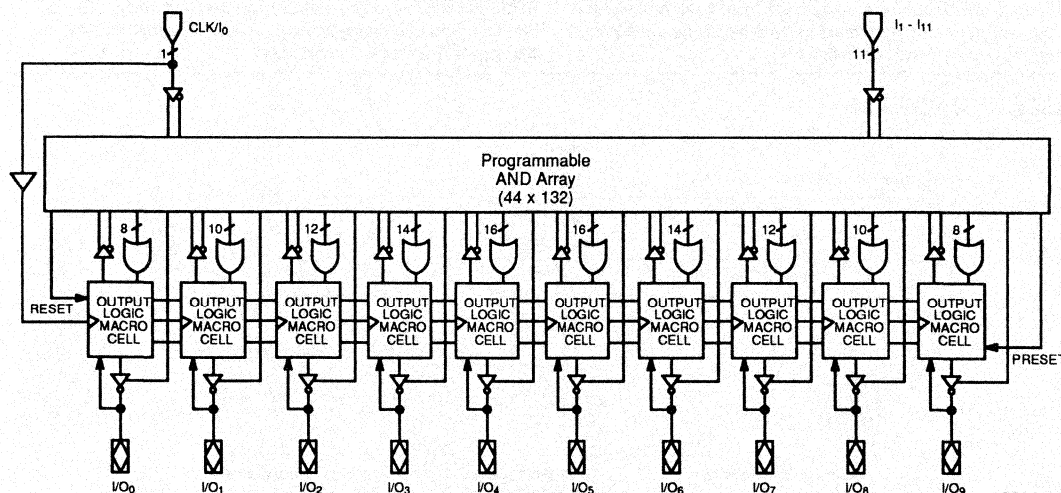 CLK/I0
I1 - I11
1
11
Programmable
AND Array
(44 x 132)
8
10
12
14
16
16
14
12
10
8
RESET
OUTPUT
LOGIC
MACRO
CELL
OUTPUT
LOGIC
MACRO
CELL
OUTPUT
LOGIC
MACRO
CELL
OUTPUT
LOGIC
MACRO
CELL
OUTPUT
LOGIC
MACRO
CELL
OUTPUT
LOGIC
MACRO
CELL
OUTPUT
LOGIC
MACRO
CELL
OUTPUT
LOGIC
MACRO
CELL
OUTPUT
LOGIC
MACRO
CELL
OUTPUT
LOGIC
MACRO
CELL
PRESET
I/O0
I/O1
I/O2
I/O3
I/O4
I/O5
I/O6
I/O7
I/O8
I/O9